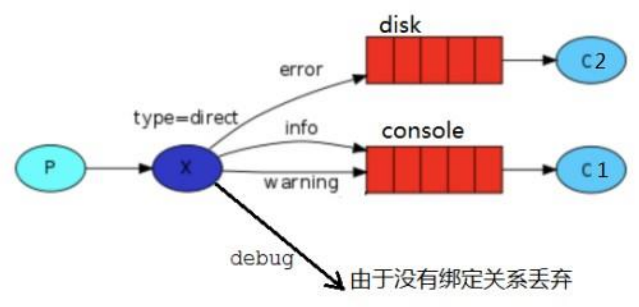 disk
error
C2
type=direct
info
console
P
X
warning
C1
debug
由于没有绑定关系丢弃